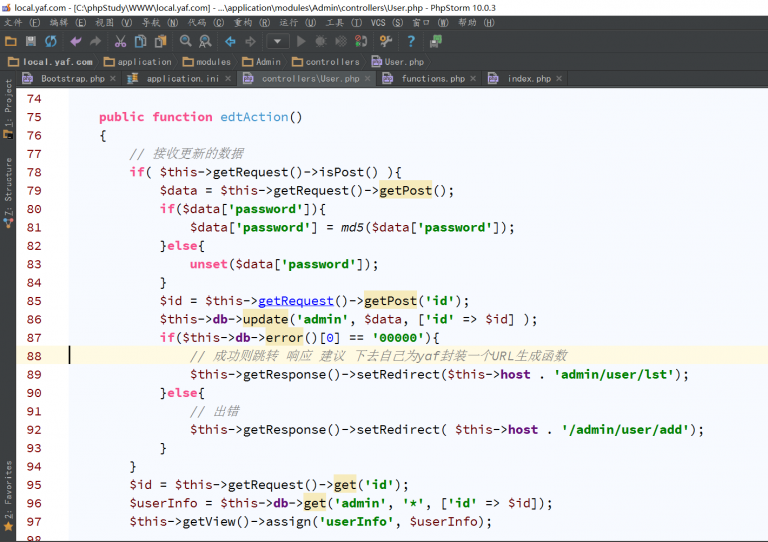 local.yaf.com - [C:\phpStudy\WWW\local.yaf.com] - ...\application\modules\Admin\controllers\User.php - PhpStorm 10.0.3
文件 (F) 编辑 (E) 视图 (V) 导航 (N) 代码 (C) 重构 (R) 运行 (U) 工具 (T) VCS (S) 窗口 (W) 帮助 (H)
local.yaf.com application modules Admin controllers User.php
Bootstrap.php application.ini controllers\User.php functions.php index.php
1: Project
7: Structure
2: Favorites
74
75 public function edtAction()
76 {
77 // 接收更新的数据
78 if( $this->getRequest()->isPost() ){
79 $data = $this->getRequest()->getPost();
80 if($data['password']){
81 $data['password'] = md5($data['password']);
82 }else{
83 unset($data['password']);
84 }
85 $id = $this->getRequest()->getPost('id');
86 $this->db->update('admin', $data, ['id' => $id] );
87 if($this->db->error()[0] == '00000'){
88 // 成功则跳转 响应 建议 下去自己为yaf封装一个URL生成函数
89 $this->getResponse()->setRedirect($this->host . 'admin/user/lst');
90 }else{
91 // 出错
92 $this->getResponse()->setRedirect( $this->host . '/admin/user/add');
93 }
94 }
95 $id = $this->getRequest()->get('id');
96 $userInfo = $this->db->get('admin', '*', ['id' => $id]);
97 $this->getView()->assign('userInfo', $userInfo);
98